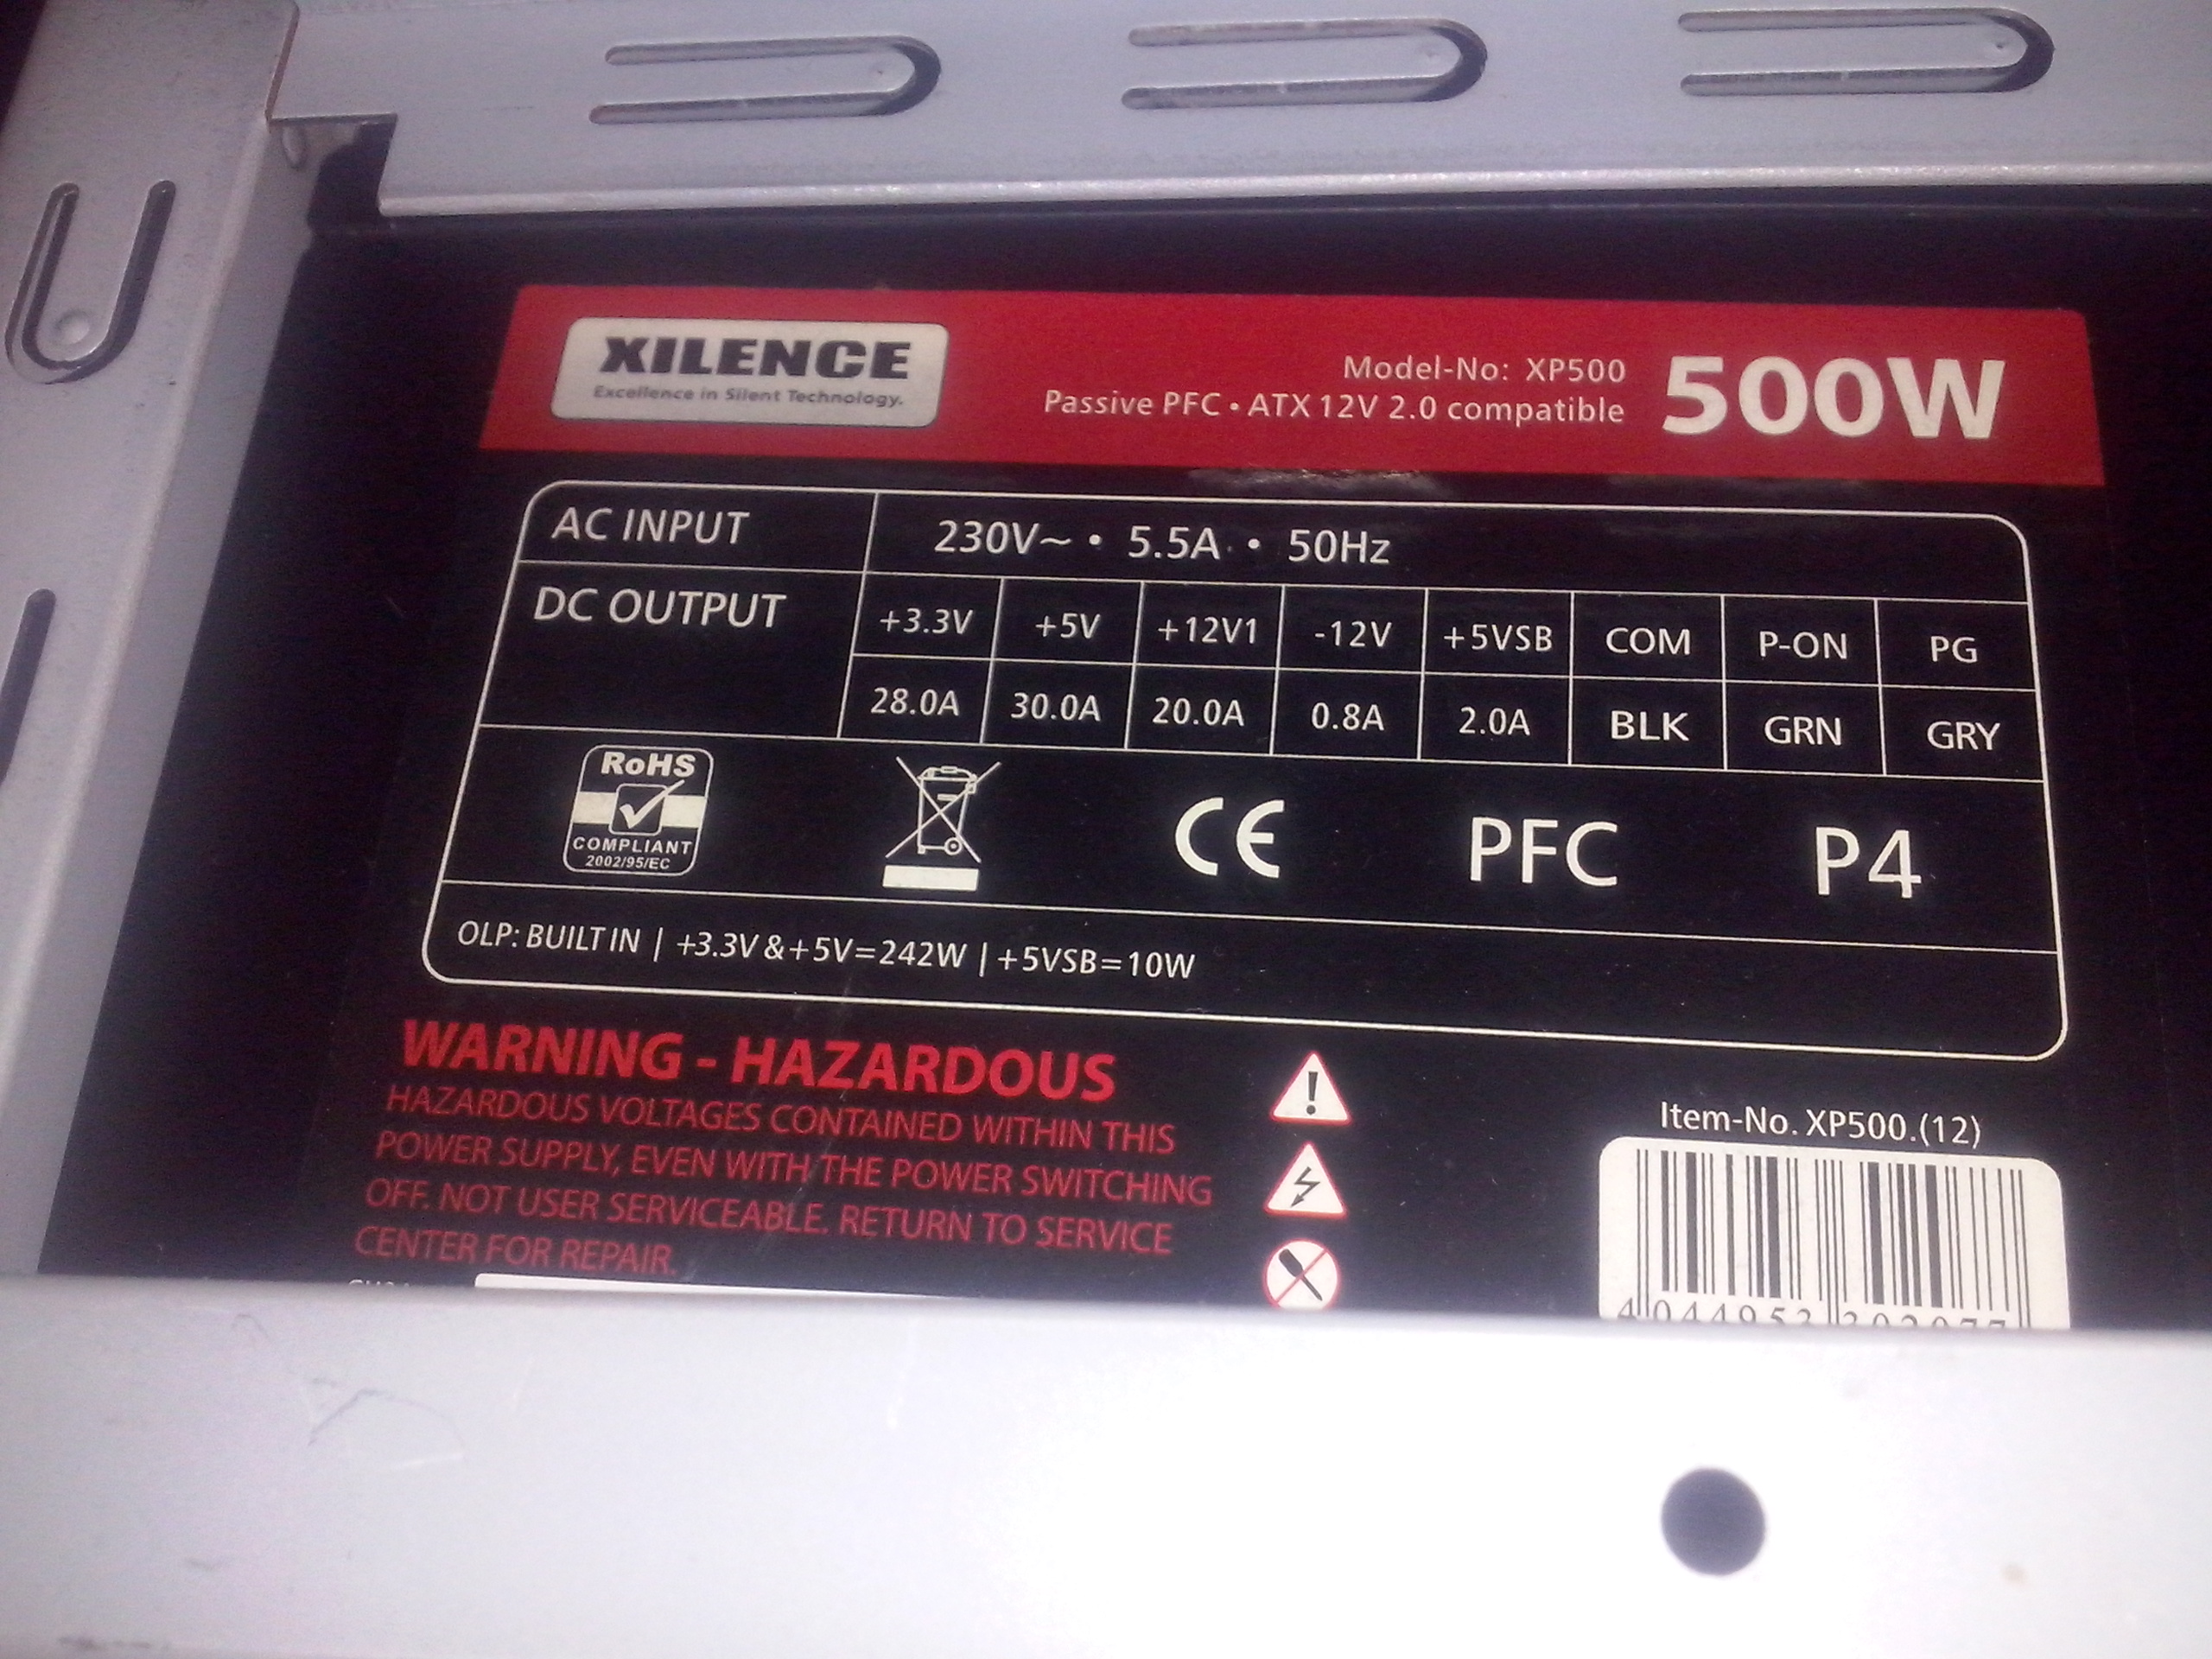 XILENCE
Excellence in Silent Technology.
Model-No: XP500
Passive PFC • ATX 12V 2.0 compatible
500W
AC INPUT 230V~ • 5.5A • 50Hz
DC OUTPUT +3.3V +5V +12V1 -12V +5VSB COM P-ON PG
28.0A 30.0A 20.0A 0.8A 2.0A BLK GRN GRY
RoHS
COMPLIANT
2002/95/EC
CE PFC P4
OLP: BUILT IN | +3.3V & +5V=242W | +5VSB=10W
WARNING - HAZARDOUS
HAZARDOUS VOLTAGES CONTAINED WITHIN THIS
POWER SUPPLY, EVEN WITH THE POWER SWITCHING
OFF. NOT USER SERVICEABLE. RETURN TO SERVICE
CENTER FOR REPAIR.
Item-No. XP500.(12)